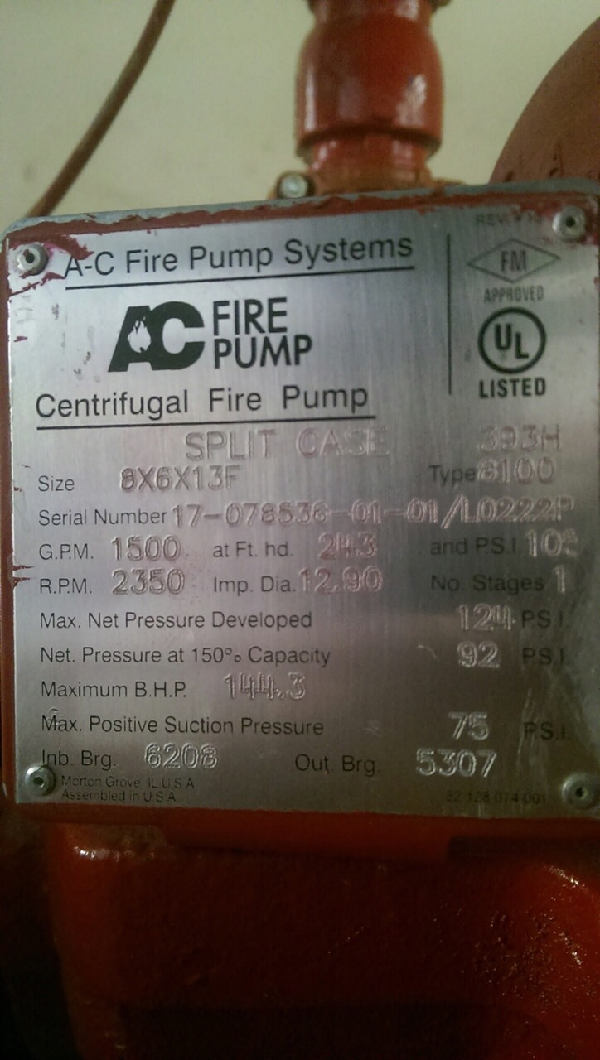 A-C Fire Pump Systems
FM
APPROVED
AC FIRE PUMP
UL
LISTED
Centrifugal Fire Pump
SPLIT CASE 393H
Size 8X6X13F Type 8100
Serial Number 17-078536-01-01/L0222P
G.P.M. 1500 at Ft. hd. 243 and P.S.I.
R.P.M. 2350 Imp. Dia. 12.90 No. Stages 1
Max. Net Pressure Developed 124 P.S.I.
Net. Pressure at 150% Capacity 92 P.S.I.
Maximum B.H.P. 144.3
Max. Positive Suction Pressure 75 P.S.I.
Inb. Brg. 6208 Out. Brg. 5307
Morton Grove, IL U.S.A.
Assembled in U.S.A.